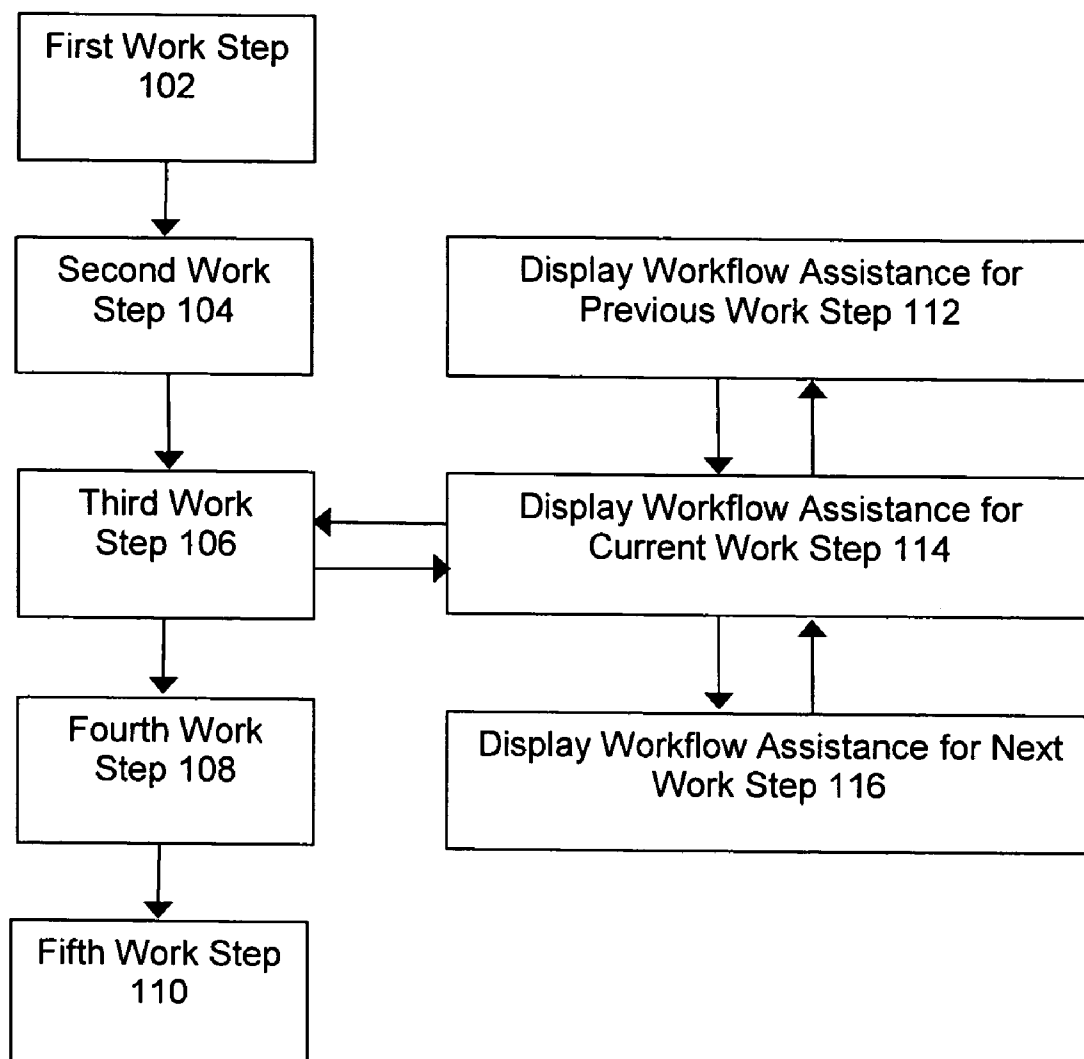 First Work Step
102
Second Work
Step 104
Display Workflow Assistance for
Previous Work Step 112
Third Work
Step 106
Display Workflow Assistance for
Current Work Step 114
Fourth Work
Step 108
Display Workflow Assistance for Next
Work Step 116
Fifth Work Step
110